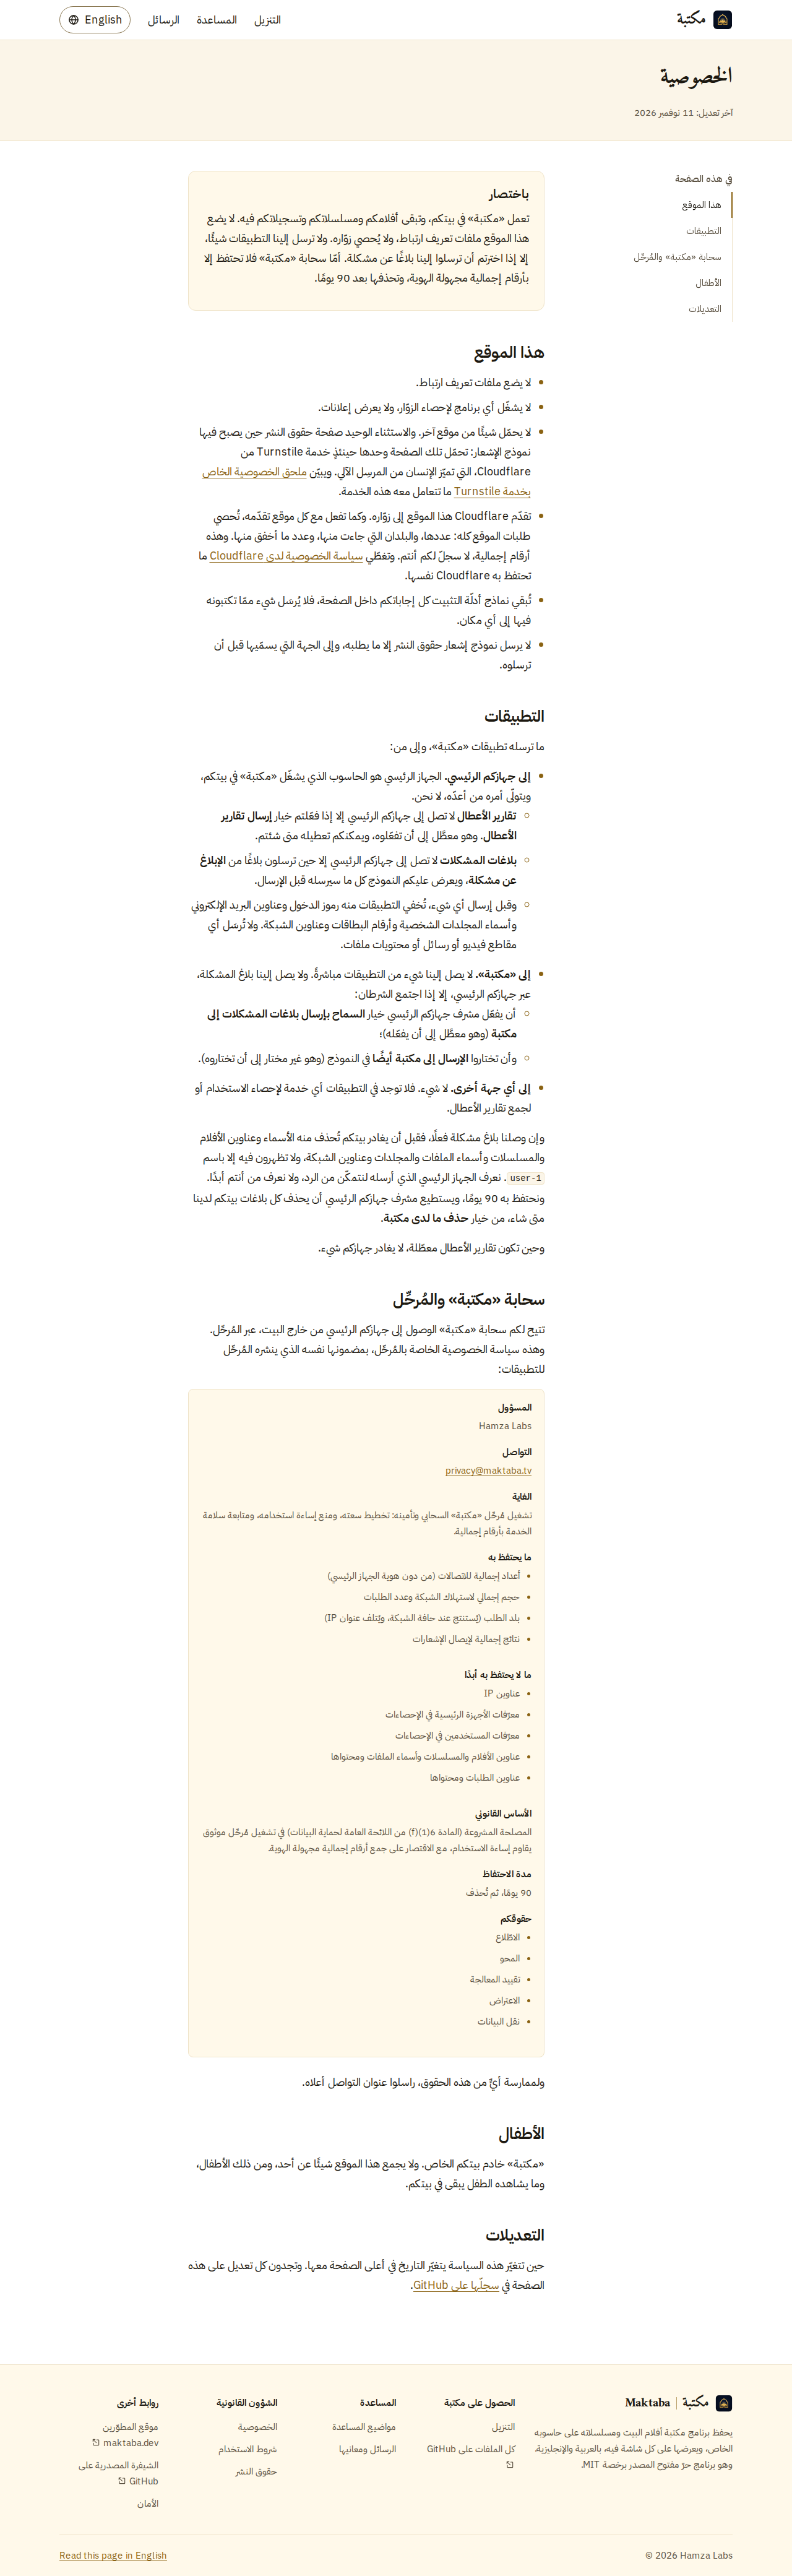 مكتبة
التنزيل
المساعدة
الرسائل
English
الخصوصية
آخر تعديل: 11 نوفمبر 2026
في هذه الصفحة
هذا الموقع
التطبيقات
سحابة «مكتبة» والمُرحِّل
الأطفال
التعديلات
باختصار
تعمل «مكتبة» في بيتكم، وتبقى أفلامكم ومسلسلاتكم وتسجيلاتكم فيه. لا يضع
هذا الموقع ملفات تعريف ارتباط، ولا يُحصي زوّاره. ولا ترسل إلينا التطبيقات شيئًا،
إلا إذا اخترتم أن ترسلوا إلينا بلاغًا عن مشكلة. أمّا سحابة «مكتبة» فلا تحتفظ إلا
بأرقام إجمالية مجهولة الهوية، وتحذفها بعد 90 يومًا.
هذا الموقع
لا يضع ملفات تعريف ارتباط.
لا يشغّل أي برنامج لإحصاء الزوّار، ولا يعرض إعلانات.
لا يحمّل شيئًا من موقع آخر. والاستثناء الوحيد صفحة حقوق النشر حين يصبح فيها
نموذج الإشعار: تحمّل تلك الصفحة وحدها حينئذٍ خدمة Turnstile من
Cloudflare، التي تميّز الإنسان من المرسِل الآلي. ويبيّن ملحق الخصوصية الخاص
بخدمة Turnstile ما تتعامل معه هذه الخدمة.
تقدّم Cloudflare هذا الموقع إلى زوّاره. وكما تفعل مع كل موقع تقدّمه، تُحصي
طلبات الموقع كله: عددها، والبلدان التي جاءت منها، وعدد ما أخفق منها. وهذه
أرقام إجمالية، لا سجلّ لكم أنتم. وتغطّي سياسة الخصوصية لدى Cloudflare ما
تحتفظ به Cloudflare نفسها.
تُبقي نماذج أدلّة التثبيت كل إجاباتكم داخل الصفحة، فلا يُرسَل شيء ممّا تكتبونه
فيها إلى أي مكان.
لا يرسل نموذج إشعار حقوق النشر إلا ما يطلبه، وإلى الجهة التي يسمّيها قبل أن
ترسلوه.
التطبيقات
ما ترسله تطبيقات «مكتبة»، وإلى من:
إلى جهازكم الرئيسي. الجهاز الرئيسي هو الحاسوب الذي يشغّل «مكتبة» في بيتكم،
ويتولّى أمره من أعدّه، لا نحن.
تقارير الأعطال لا تصل إلى جهازكم الرئيسي إلا إذا فعّلتم خيار إرسال تقارير
الأعطال. وهو معطَّل إلى أن تفعّلوه، ويمكنكم تعطيله متى شئتم.
بلاغات المشكلات لا تصل إلى جهازكم الرئيسي إلا حين ترسلون بلاغًا من الإبلاغ
عن مشكلة، ويعرض عليكم النموذج كل ما سيرسله قبل الإرسال.
وقبل إرسال أي شيء، تُخفي التطبيقات منه رموز الدخول وعناوين البريد الإلكتروني
وأسماء المجلدات الشخصية وأرقام البطاقات وعناوين الشبكة. ولا تُرسَل أي
مقاطع فيديو أو رسائل أو محتويات ملفات.
إلى «مكتبة». لا يصل إلينا شيء من التطبيقات مباشرةً. ولا يصل إلينا بلاغ المشكلة،
عبر جهازكم الرئيسي، إلا إذا اجتمع الشرطان:
أن يفعّل مشرف جهازكم الرئيسي خيار السماح بإرسال بلاغات المشكلات إلى
مكتبة (وهو معطَّل إلى أن يفعّله)؛
وأن تختاروا الإرسال إلى مكتبة أيضًا في النموذج (وهو غير مختار إلى أن تختاروه).
إلى أي جهة أخرى. لا شيء. فلا توجد في التطبيقات أي خدمة لإحصاء الاستخدام أو
لجمع تقارير الأعطال.
وإن وصلنا بلاغ مشكلة فعلًا، فقبل أن يغادر بيتكم تُحذف منه الأسماء وعناوين الأفلام
والمسلسلات وأسماء الملفات والمجلدات وعناوين الشبكة، ولا تظهرون فيه إلا باسم
user-1. نعرف الجهاز الرئيسي الذي أرسله لنتمكّن من الرد، ولا نعرف من أنتم أبدًا.
ونحتفظ به 90 يومًا، ويستطيع مشرف جهازكم الرئيسي أن يحذف كل بلاغات بيتكم لدينا
متى شاء، من خيار حذف ما لدى مكتبة.
وحين تكون تقارير الأعطال معطّلة، لا يغادر جهازكم شيء.
سحابة «مكتبة» والمُرحِّل
تتيح لكم سحابة «مكتبة» الوصول إلى جهازكم الرئيسي من خارج البيت، عبر المُرحِّل.
وهذه سياسة الخصوصية الخاصة بالمُرحِّل، بمضمونها نفسه الذي ينشره المُرحِّل
للتطبيقات:
المسؤول
Hamza Labs
التواصل
privacy@maktaba.tv
الغاية
تشغيل مُرحِّل «مكتبة» السحابي وتأمينه: تخطيط سعته، ومنع إساءة استخدامه، ومتابعة سلامة
الخدمة بأرقام إجمالية.
ما يحتفظ به
أعداد إجمالية للاتصالات (من دون هوية الجهاز الرئيسي)
حجم إجمالي لاستهلاك الشبكة وعدد الطلبات
بلد الطلب (يُستنتج عند حافة الشبكة، ويُتلف عنوان IP)
نتائج إجمالية لإيصال الإشعارات
ما لا يحتفظ به أبدًا
عناوين IP
معرّفات الأجهزة الرئيسية في الإحصاءات
معرّفات المستخدمين في الإحصاءات
عناوين الأفلام والمسلسلات وأسماء الملفات ومحتواها
عناوين الطلبات ومحتواها
الأساس القانوني
المصلحة المشروعة (المادة 6(1)(f) من اللائحة العامة لحماية البيانات) في تشغيل مُرحِّل موثوق
يقاوم إساءة الاستخدام، مع الاقتصار على جمع أرقام إجمالية مجهولة الهوية.
مدة الاحتفاظ
90 يومًا، ثم تُحذف
حقوقكم
الاطّلاع
المحو
تقييد المعالجة
الاعتراض
نقل البيانات
ولممارسة أيٍّ من هذه الحقوق، راسلوا عنوان التواصل أعلاه.
الأطفال
«مكتبة» خادم بيتكم الخاص. ولا يجمع هذا الموقع شيئًا عن أحد، ومن ذلك الأطفال،
وما يشاهده الطفل يبقى في بيتكم.
التعديلات
حين تتغيّر هذه السياسة يتغيّر التاريخ في أعلى الصفحة معها. وتجدون كل تعديل على هذه
الصفحة في سجلّها على GitHub.
مكتبة | Maktaba
يحفظ برنامج مكتبة أفلام البيت ومسلسلاته على حاسوبه
الخاص، ويعرضها على كل شاشة فيه، بالعربية والإنجليزية.
وهو برنامج حرّ مفتوح المصدر برخصة MIT.
الحصول على مكتبة
التنزيل
كل الملفات على GitHub
المساعدة
مواضيع المساعدة
الرسائل ومعانيها
الشؤون القانونية
الخصوصية
شروط الاستخدام
حقوق النشر
روابط أخرى
موقع المطوّرين
maktaba.dev
الشيفرة المصدرية على
GitHub
الأمان
© 2026 Hamza Labs
Read this page in English